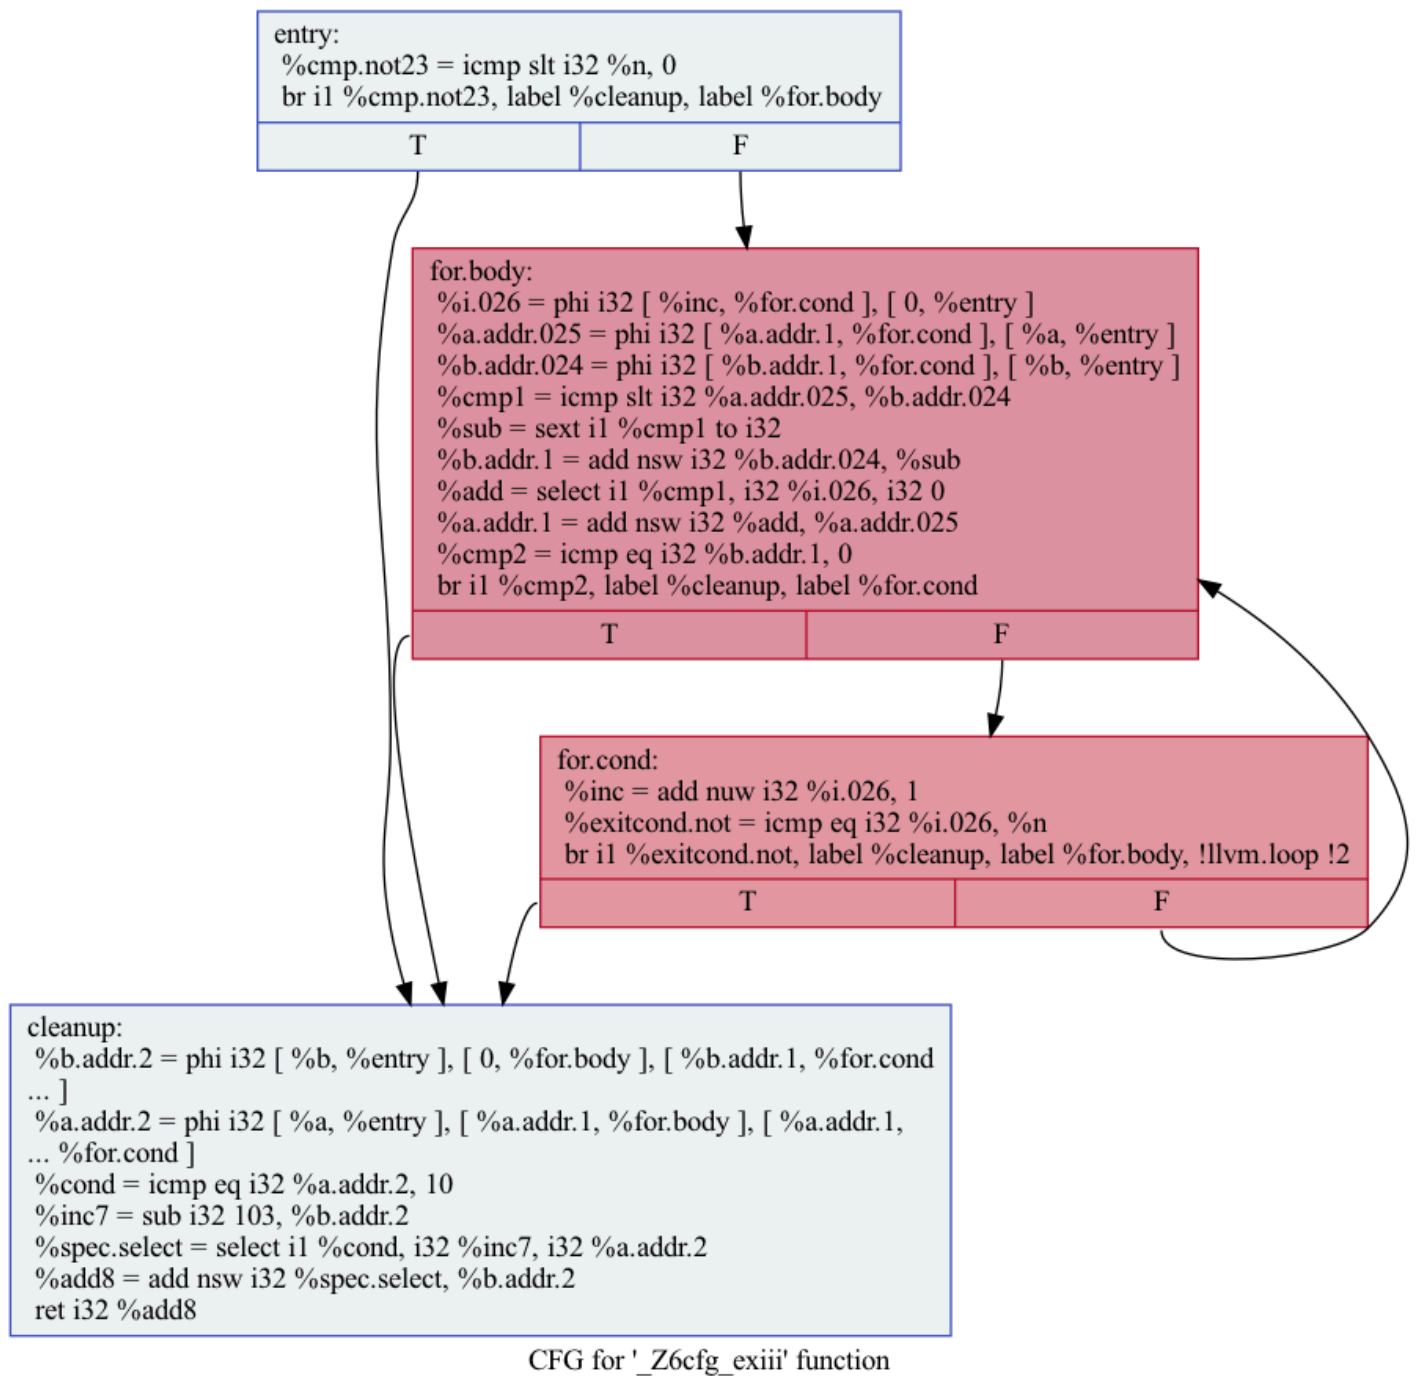 entry:
%cmp.not23 = icmp slt i32 %n, 0
br i1 %cmp.not23, label %cleanup, label %for.body
T
F
for.body:
%i.026 = phi i32 [ %inc, %for.cond ], [ 0, %entry ]
%a.addr.025 = phi i32 [ %a.addr.1, %for.cond ], [ %a, %entry ]
%b.addr.024 = phi i32 [ %b.addr.1, %for.cond ], [ %b, %entry ]
%cmp1 = icmp slt i32 %a.addr.025, %b.addr.024
%sub = sext i1 %cmp1 to i32
%b.addr.1 = add nsw i32 %b.addr.024, %sub
%add = select i1 %cmp1, i32 %i.026, i32 0
%a.addr.1 = add nsw i32 %add, %a.addr.025
%cmp2 = icmp eq i32 %b.addr.1, 0
br i1 %cmp2, label %cleanup, label %for.cond
T
F
for.cond:
%inc = add nuw i32 %i.026, 1
%exitcond.not = icmp eq i32 %i.026, %n
br i1 %exitcond.not, label %cleanup, label %for.body, !llvm.loop !2
T
F
cleanup:
%b.addr.2 = phi i32 [ %b, %entry ], [ 0, %for.body ], [ %b.addr.1, %for.cond
... ]
%a.addr.2 = phi i32 [ %a, %entry ], [ %a.addr.1, %for.body ], [ %a.addr.1,
... %for.cond ]
%cond = icmp eq i32 %a.addr.2, 10
%inc7 = sub i32 103, %b.addr.2
%spec.select = select i1 %cond, i32 %inc7, i32 %a.addr.2
%add8 = add nsw i32 %spec.select, %b.addr.2
ret i32 %add8
CFG for '_Z6cfg_exiii' function